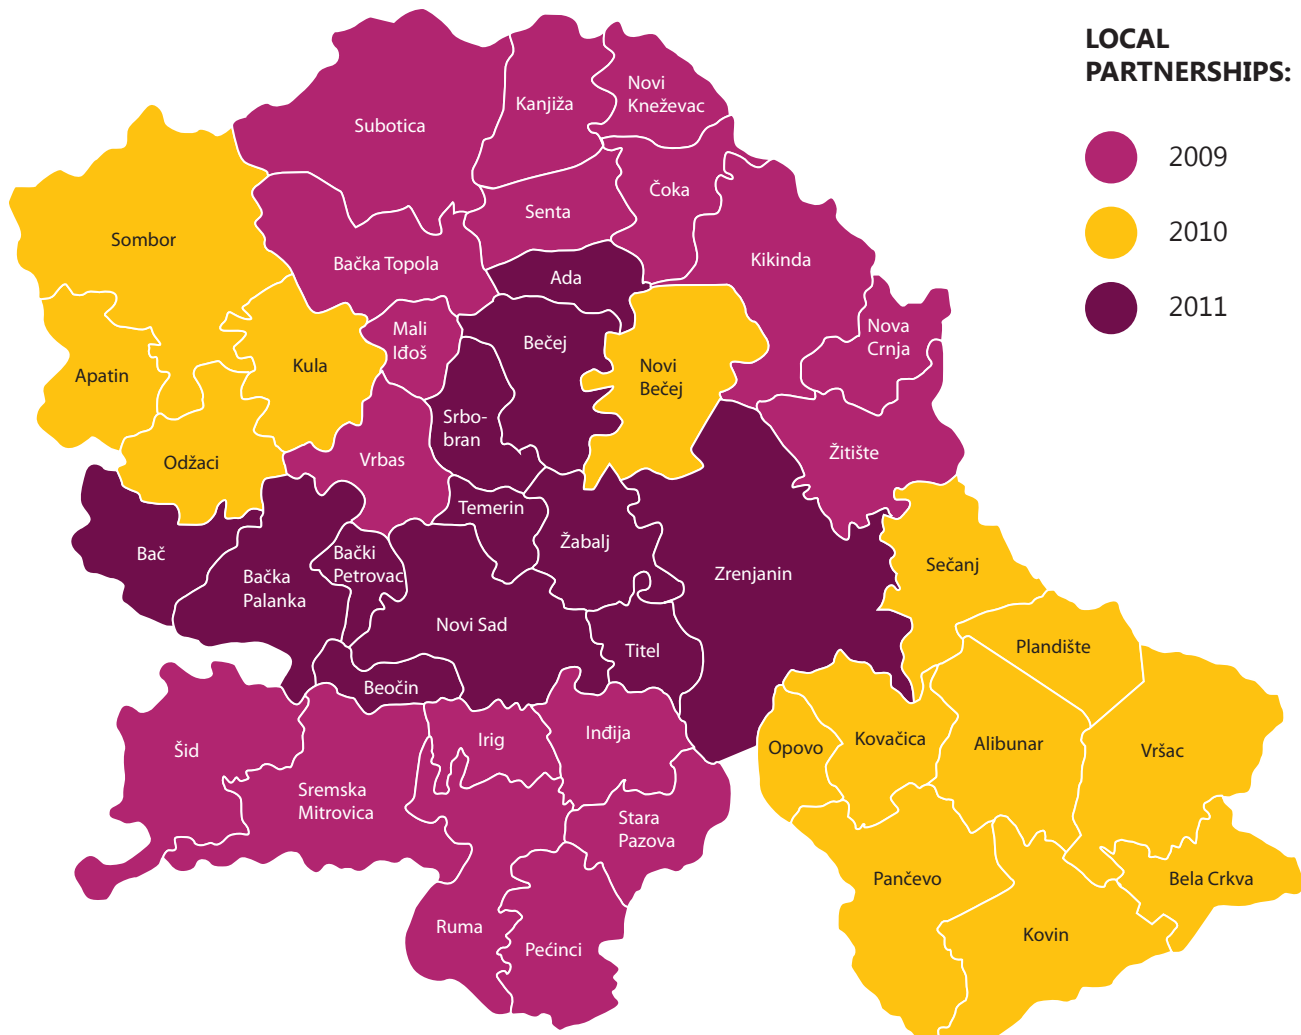 LOCAL
PARTNERSHIPS:
2009
2010
2011
Subotica
Kanjiža
Novi
Kneževac
Čoka
Senta
Sombor
Bačka Topola
Ada
Kikinda
Mali
Iđoš
Bečej
Nova
Crnja
Apatin
Kula
Novi
Bečej
Srbo-
bran
Odžaci
Vrbas
Žitište
Temerin
Bač
Bački
Petrovac
Žabalj
Bačka
Palanka
Zrenjanin
Sečanj
Novi Sad
Titel
Plandište
Beočin
Šid
Irig
Inđija
Opovo
Kovačica
Alibunar
Vršac
Sremska
Mitrovica
Stara
Pazova
Pančevo
Bela Crkva
Ruma
Pećinci
Kovin